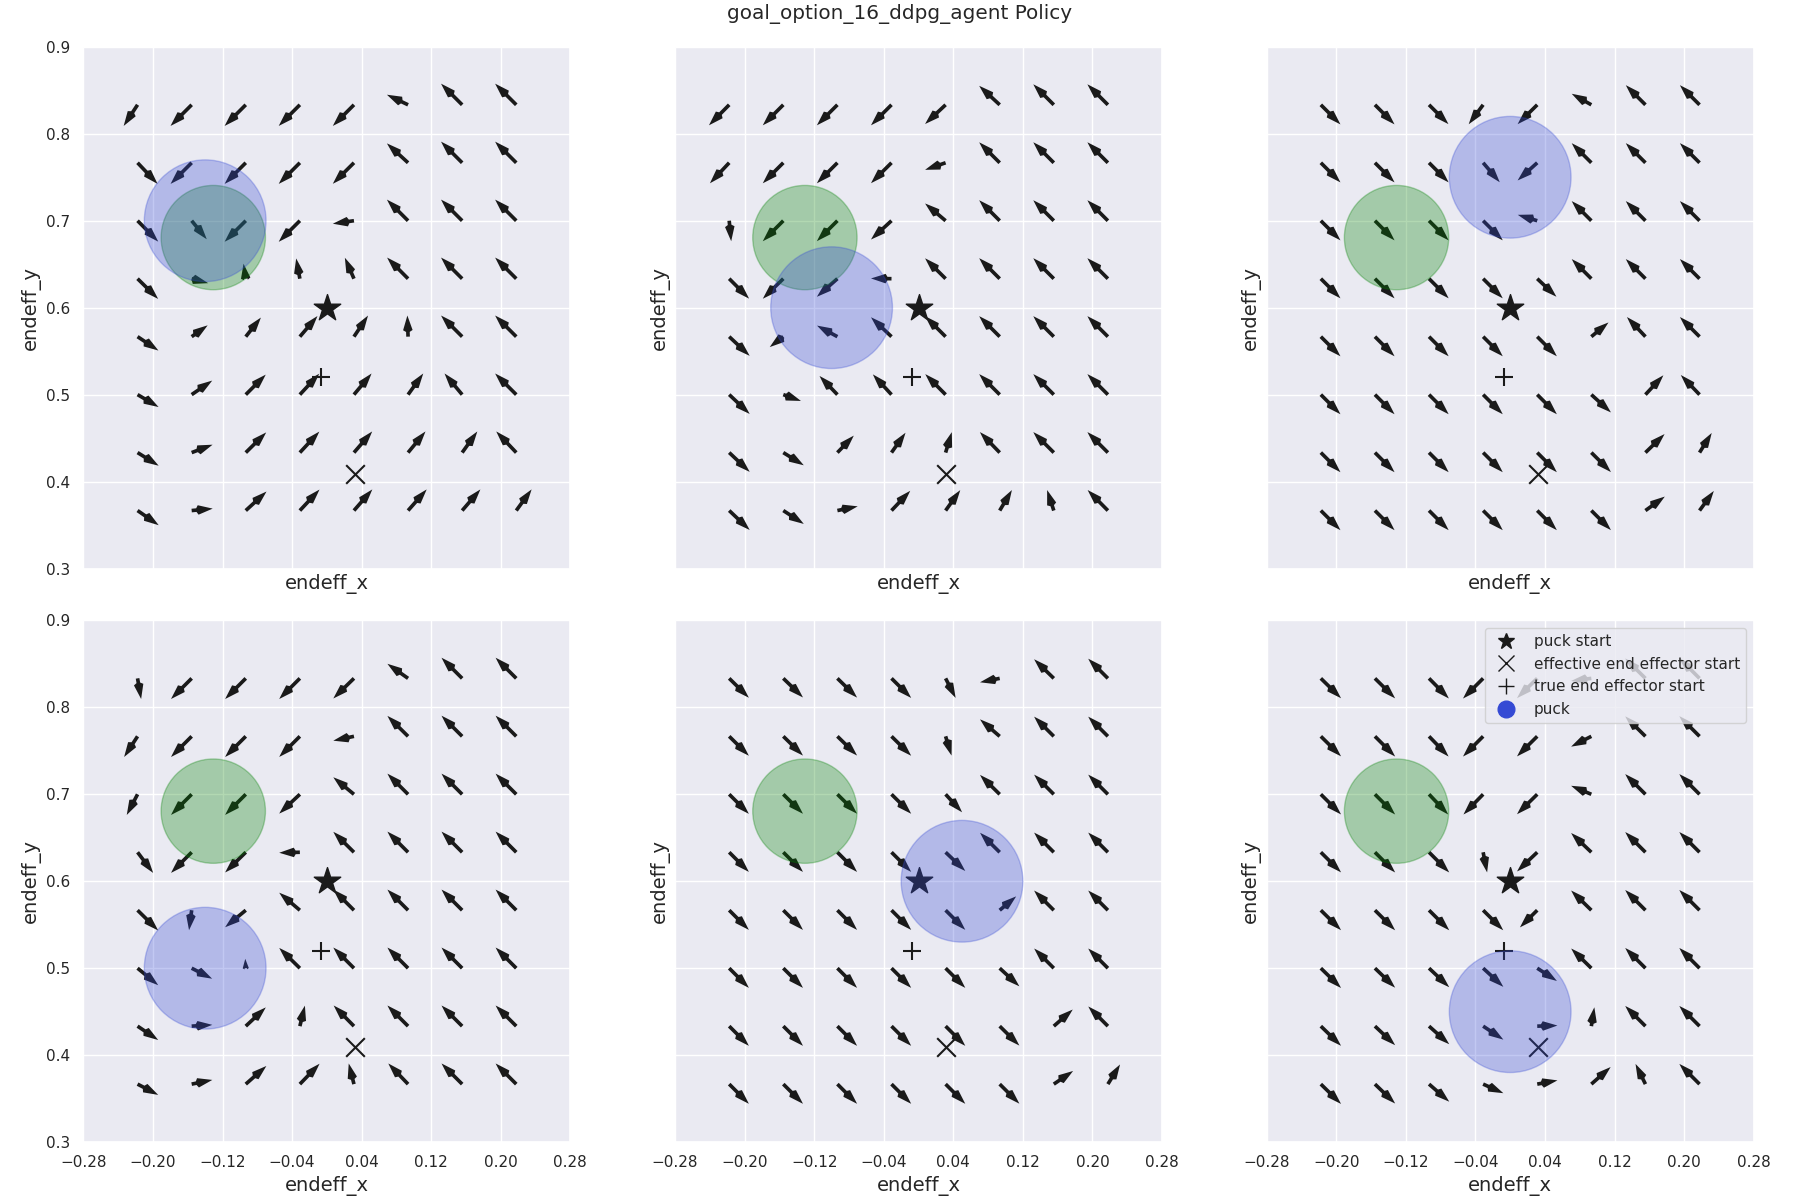 goal_option_16_ddpg_agent Policy
0.9
0.8
0.7
0.6
0.5
0.4
0.3
endeff_y
endeff_x
endeff_y
endeff_x
endeff_y
endeff_x
0.9
0.8
0.7
0.6
0.5
0.4
0.3
endeff_y
−0.28 −0.20 −0.12 −0.04 0.04 0.12 0.20 0.28
endeff_x
endeff_y
−0.28 −0.20 −0.12 −0.04 0.04 0.12 0.20 0.28
endeff_x
puck start
effective end effector start
true end effector start
puck
endeff_y
−0.28 −0.20 −0.12 −0.04 0.04 0.12 0.20 0.28
endeff_x